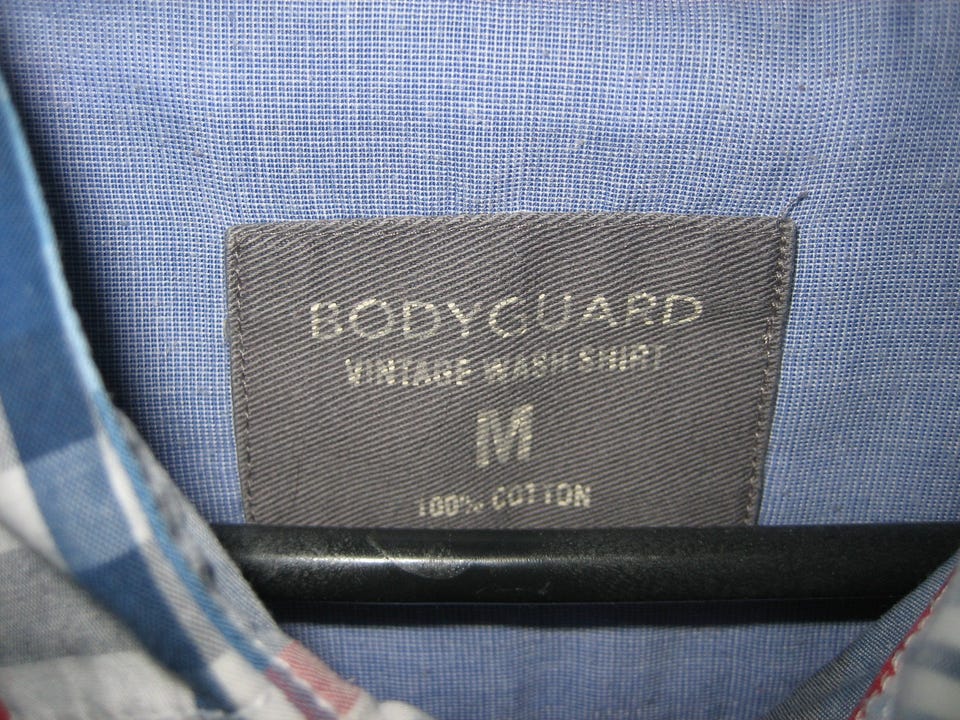 BODYGUARD
VINTAGE WASH SHIRT
M
100% COTTON